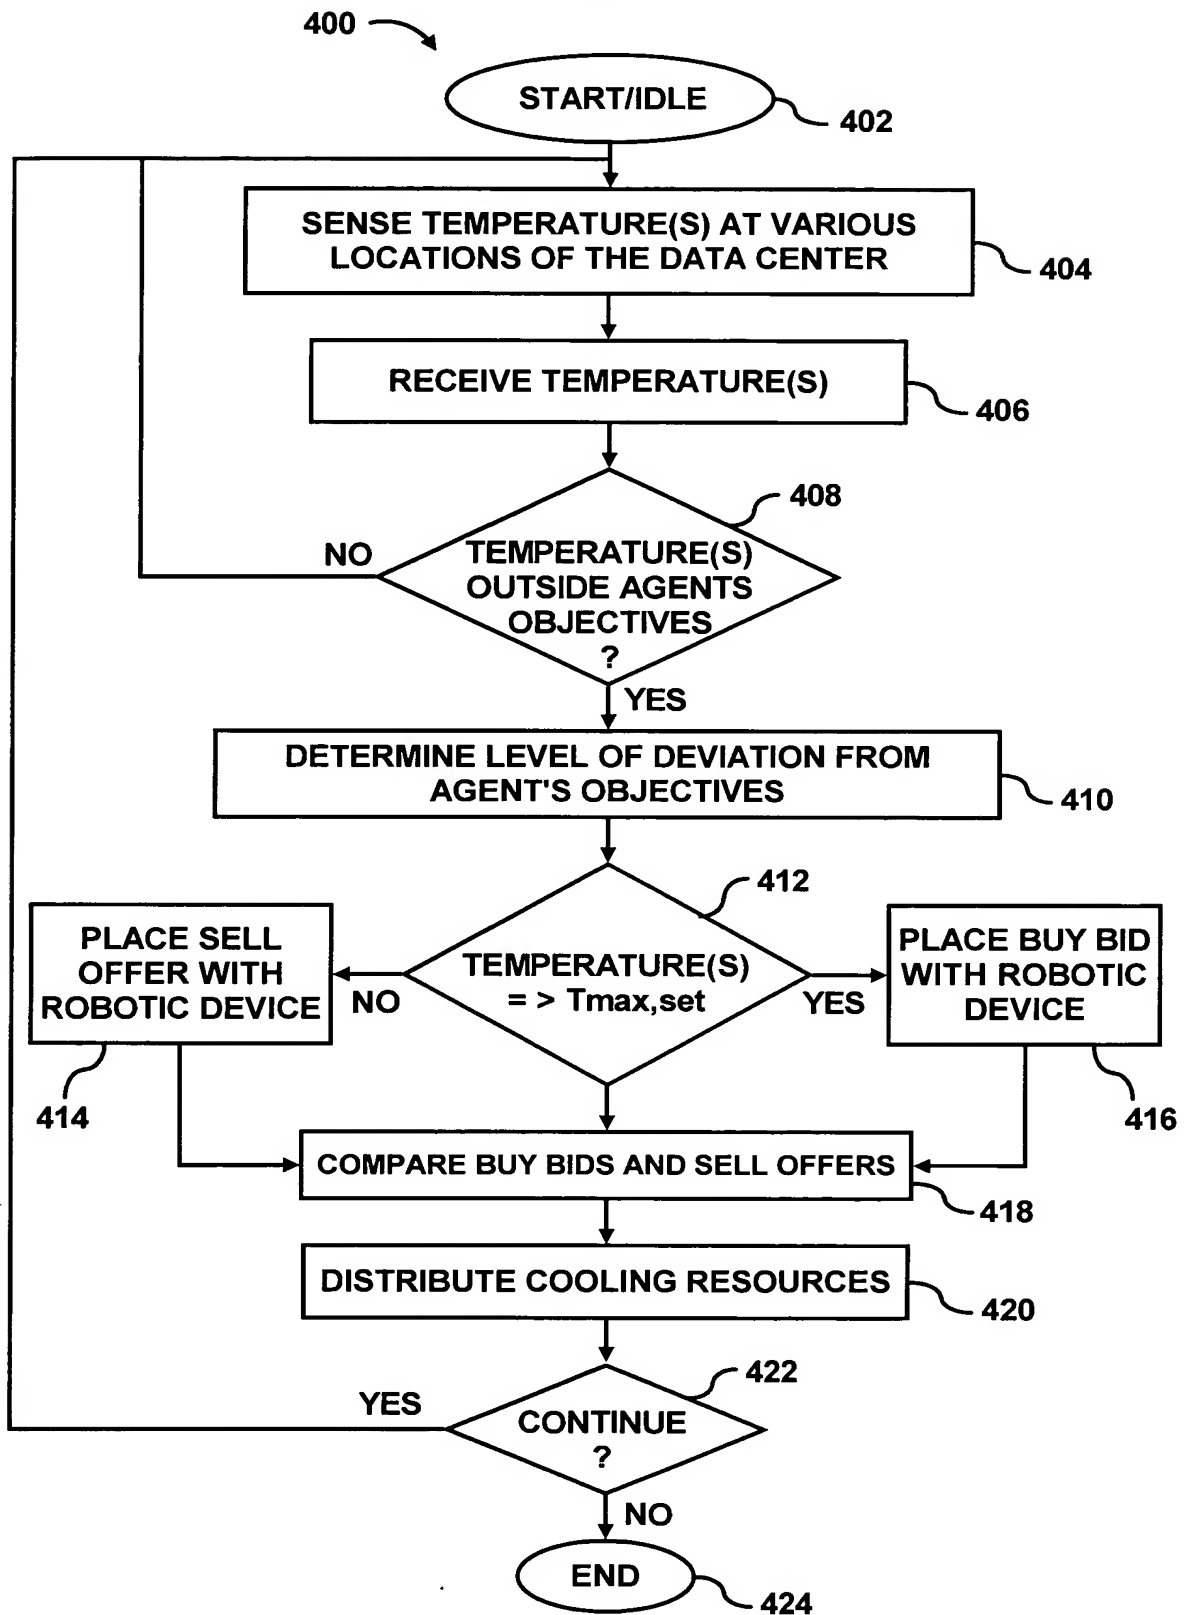 400
START/IDLE
402
SENSE TEMPERATURE(S) AT VARIOUS
LOCATIONS OF THE DATA CENTER
404
RECEIVE TEMPERATURE(S)
406
408
NO
TEMPERATURE(S)
OUTSIDE AGENTS
OBJECTIVES
?
YES
DETERMINE LEVEL OF DEVIATION FROM
AGENT'S OBJECTIVES
410
412
PLACE SELL
OFFER WITH
ROBOTIC DEVICE
414
NO
TEMPERATURE(S)
= > Tmax,set
YES
PLACE BUY BID
WITH ROBOTIC
DEVICE
416
COMPARE BUY BIDS AND SELL OFFERS
418
DISTRIBUTE COOLING RESOURCES
420
422
YES
CONTINUE
?
NO
END
424